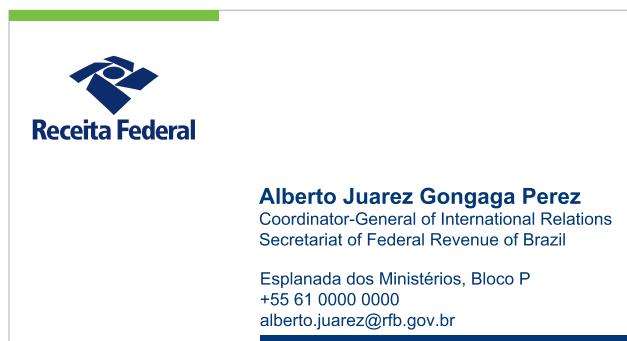 Receita Federal
Alberto Juarez Gongaga Perez
Coordinator-General of International Relations
Secretariat of Federal Revenue of Brazil
Esplanada dos Ministérios, Bloco P
+55 61 0000 0000
alberto.juarez@rfb.gov.br